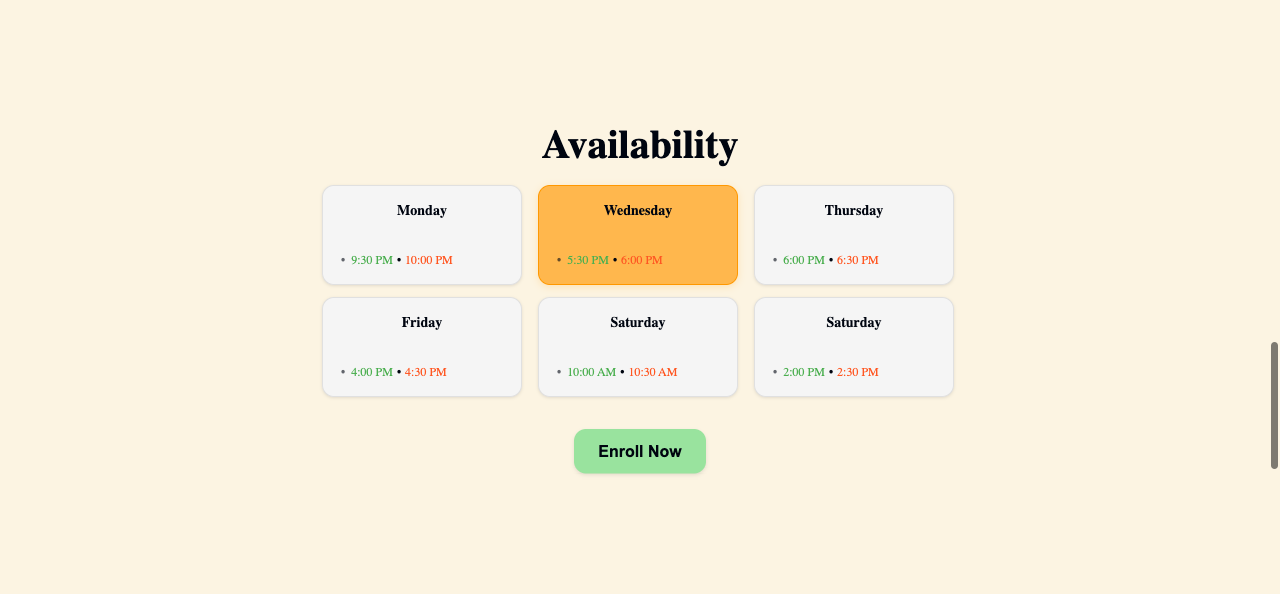 Availability
Monday
• 9:30 PM • 10:00 PM
Wednesday
• 5:30 PM • 6:00 PM
Thursday
• 6:00 PM • 6:30 PM
Friday
• 4:00 PM • 4:30 PM
Saturday
• 10:00 AM • 10:30 AM
Saturday
• 2:00 PM • 2:30 PM
Enroll Now